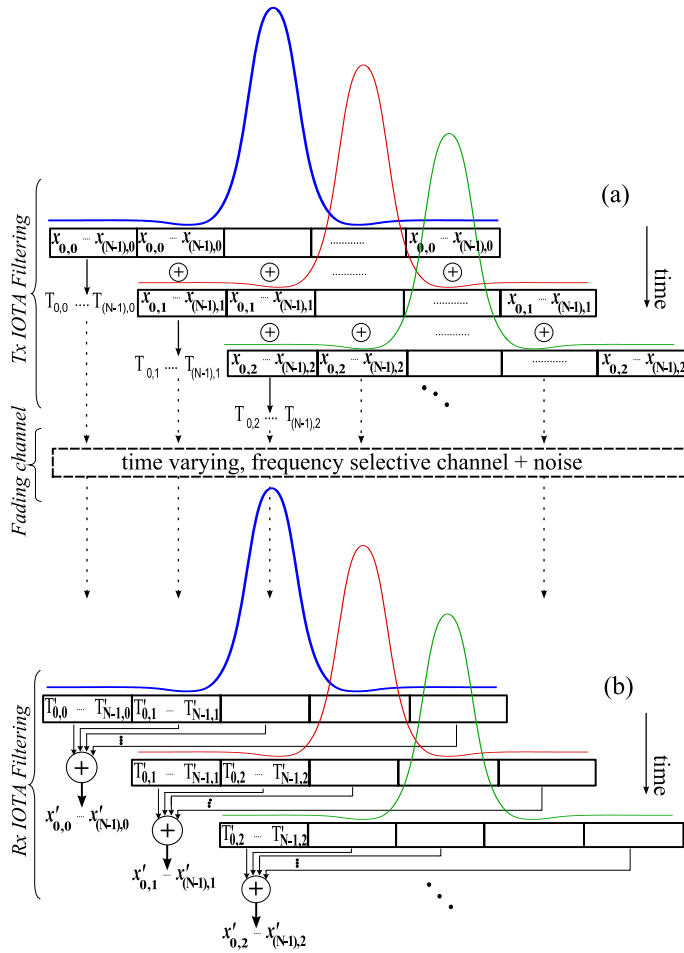 (a)
Tx IOTA Filtering
time
x0,0 ... x(N-1),0 x0,0 ... x(N-1),0 ............ x0,0 ... x(N-1),0
+ + ............ +
T0,0 .... T(N-1),0
x0,1 ... x(N-1),1 x0,1 ... x(N-1),1 ............ x0,1 ... x(N-1),1
+ + ............ +
T0,1 .... T(N-1),1
x0,2 ... x(N-1),2 x0,2 ... x(N-1),2 ............ x0,2 ... x(N-1),2
T0,2 .... T(N-1),2
Fading channel
time varying, frequency selective channel + noise
(b)
Rx IOTA Filtering
time
T'0,0 ... T'N-1,0 T'0,1 ... T'N-1,1
+
x'0,0 ... x'(N-1),0
T'0,1 ... T'N-1,1 T'0,2 ... T'N-1,2
+
x'0,1 ... x'(N-1),1
T'0,2 ... T'N-1,2
+
x'0,2 ... x'(N-1),2